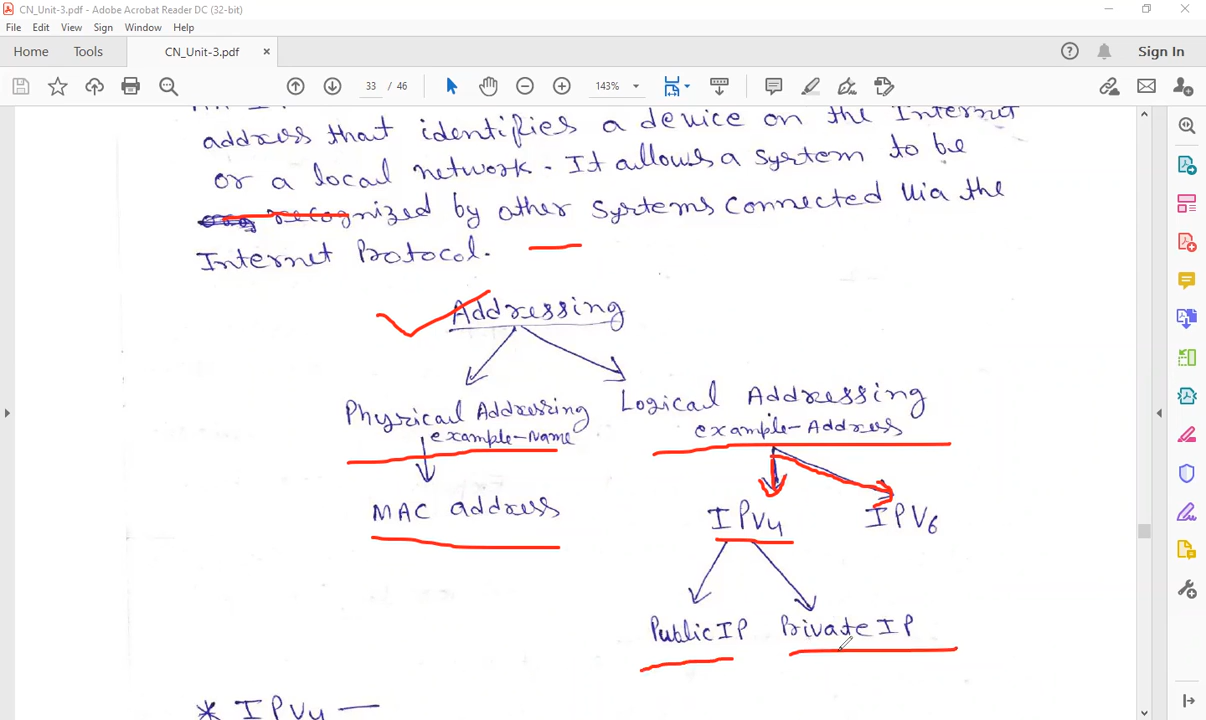 CN_Unit-3.pdf - Adobe Acrobat Reader DC (32-bit)
File Edit View Sign Window Help
Home Tools CN_Unit-3.pdf × Sign In
33 / 46 143%
address that identifies a device on the Internet
or a local network. It allows a system to be
recognized by other systems connected via the
Internet Protocol.
Addressing
Physical Addressing Logical Addressing
example-Name example-Address
MAC address
IPV4 IPV6
Public IP Private IP
* IPV4 —